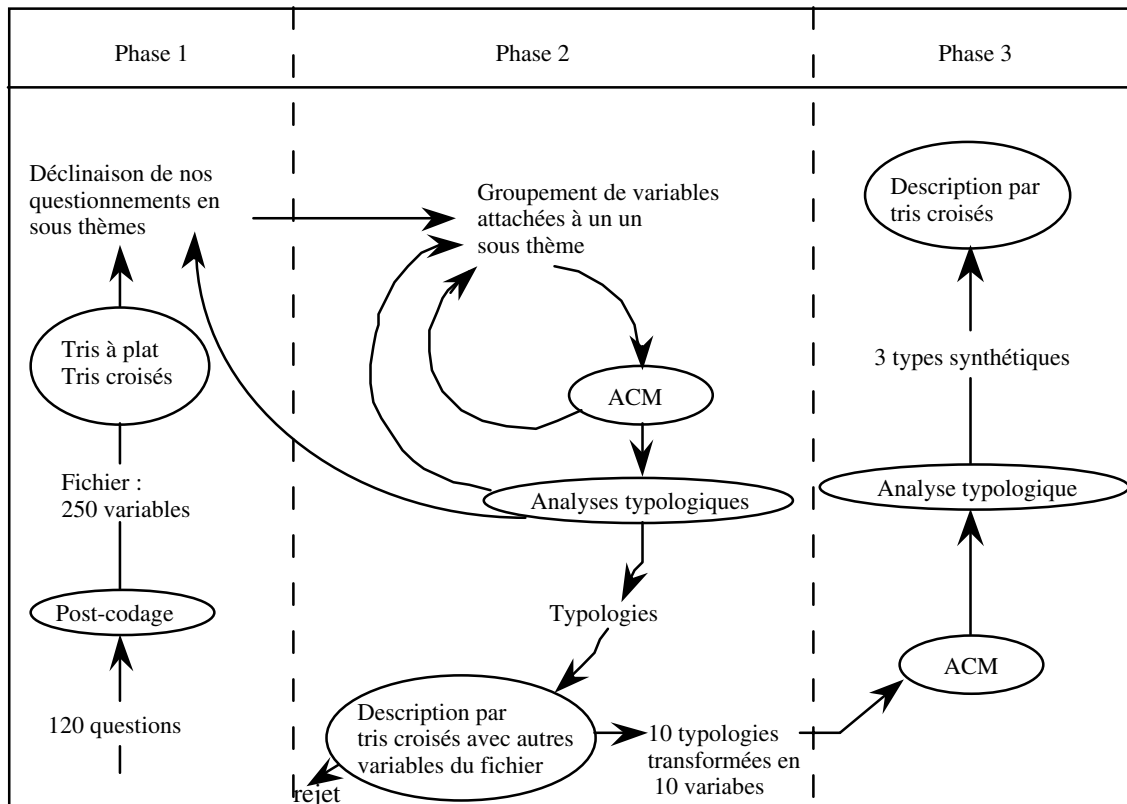 Phase 1
Phase 2
Phase 3
Déclinaison de nos
questionnements en
sous thèmes
Tris à plat
Tris croisés
Fichier :
250 variables
Post-codage
120 questions
Groupement de variables
attachées à un un
sous thème
ACM
Analyses typologiques
Typologies
Description par
tris croisés avec autres
variables du fichier
rejet
10 typologies
transformées en
10 variabes
Description par
tris croisés
3 types synthétiques
Analyse typologique
ACM